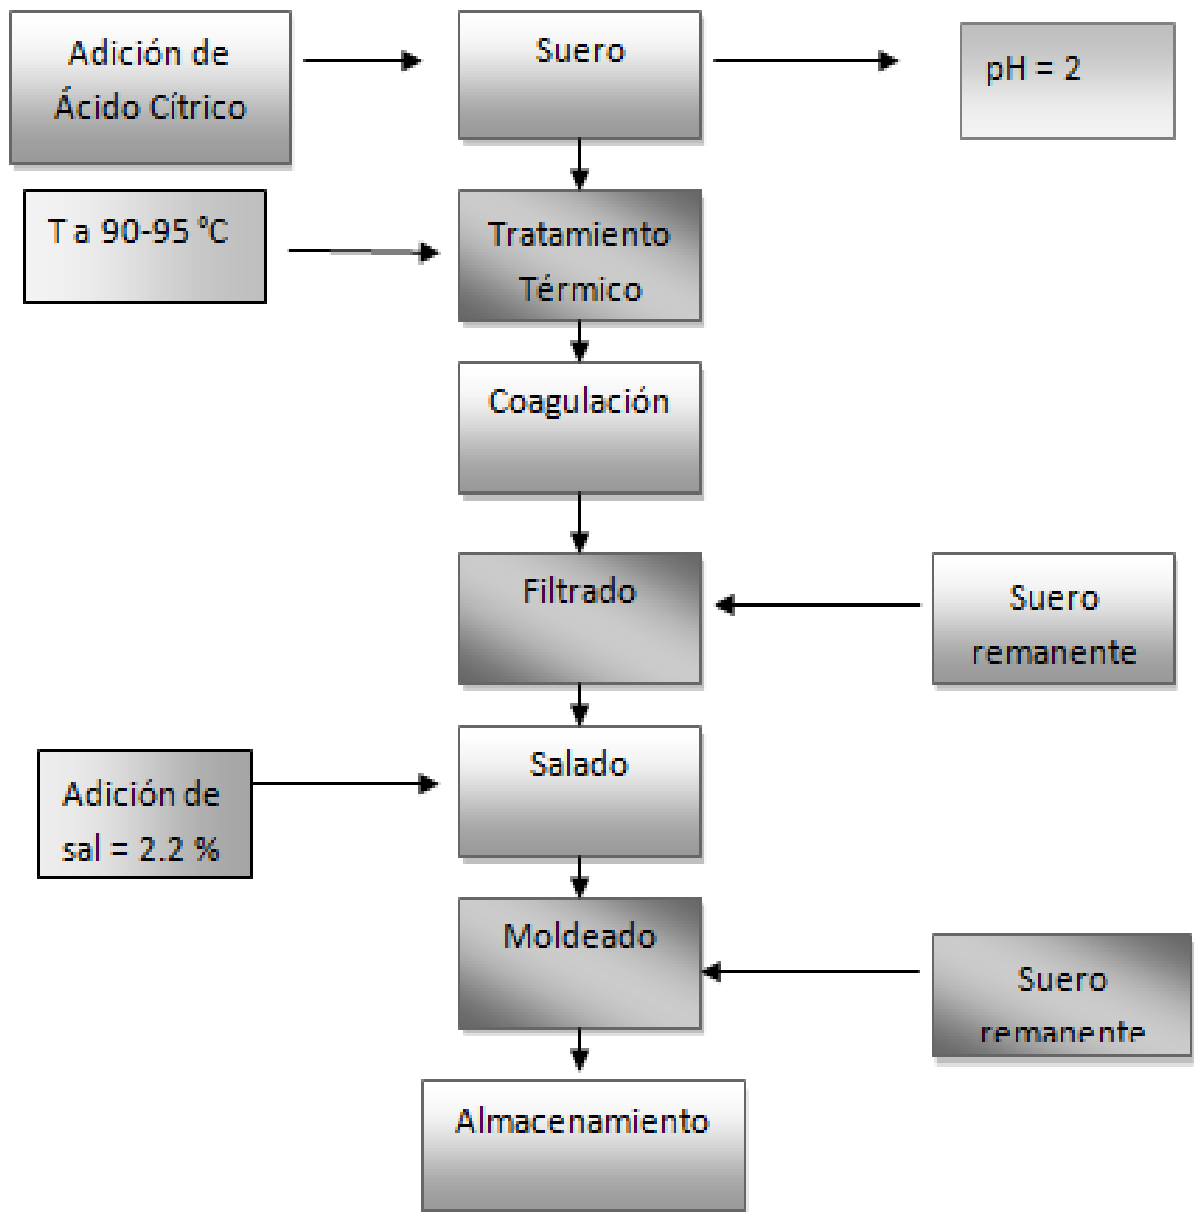 Adición de
Ácido Cítrico
Suero
pH = 2
T a 90-95 °C
Tratamiento
Térmico
Coagulación
Filtrado
Suero
remanente
Salado
Adición de
sal = 2.2 %
Moldeado
Suero
remanente
Almacenamiento